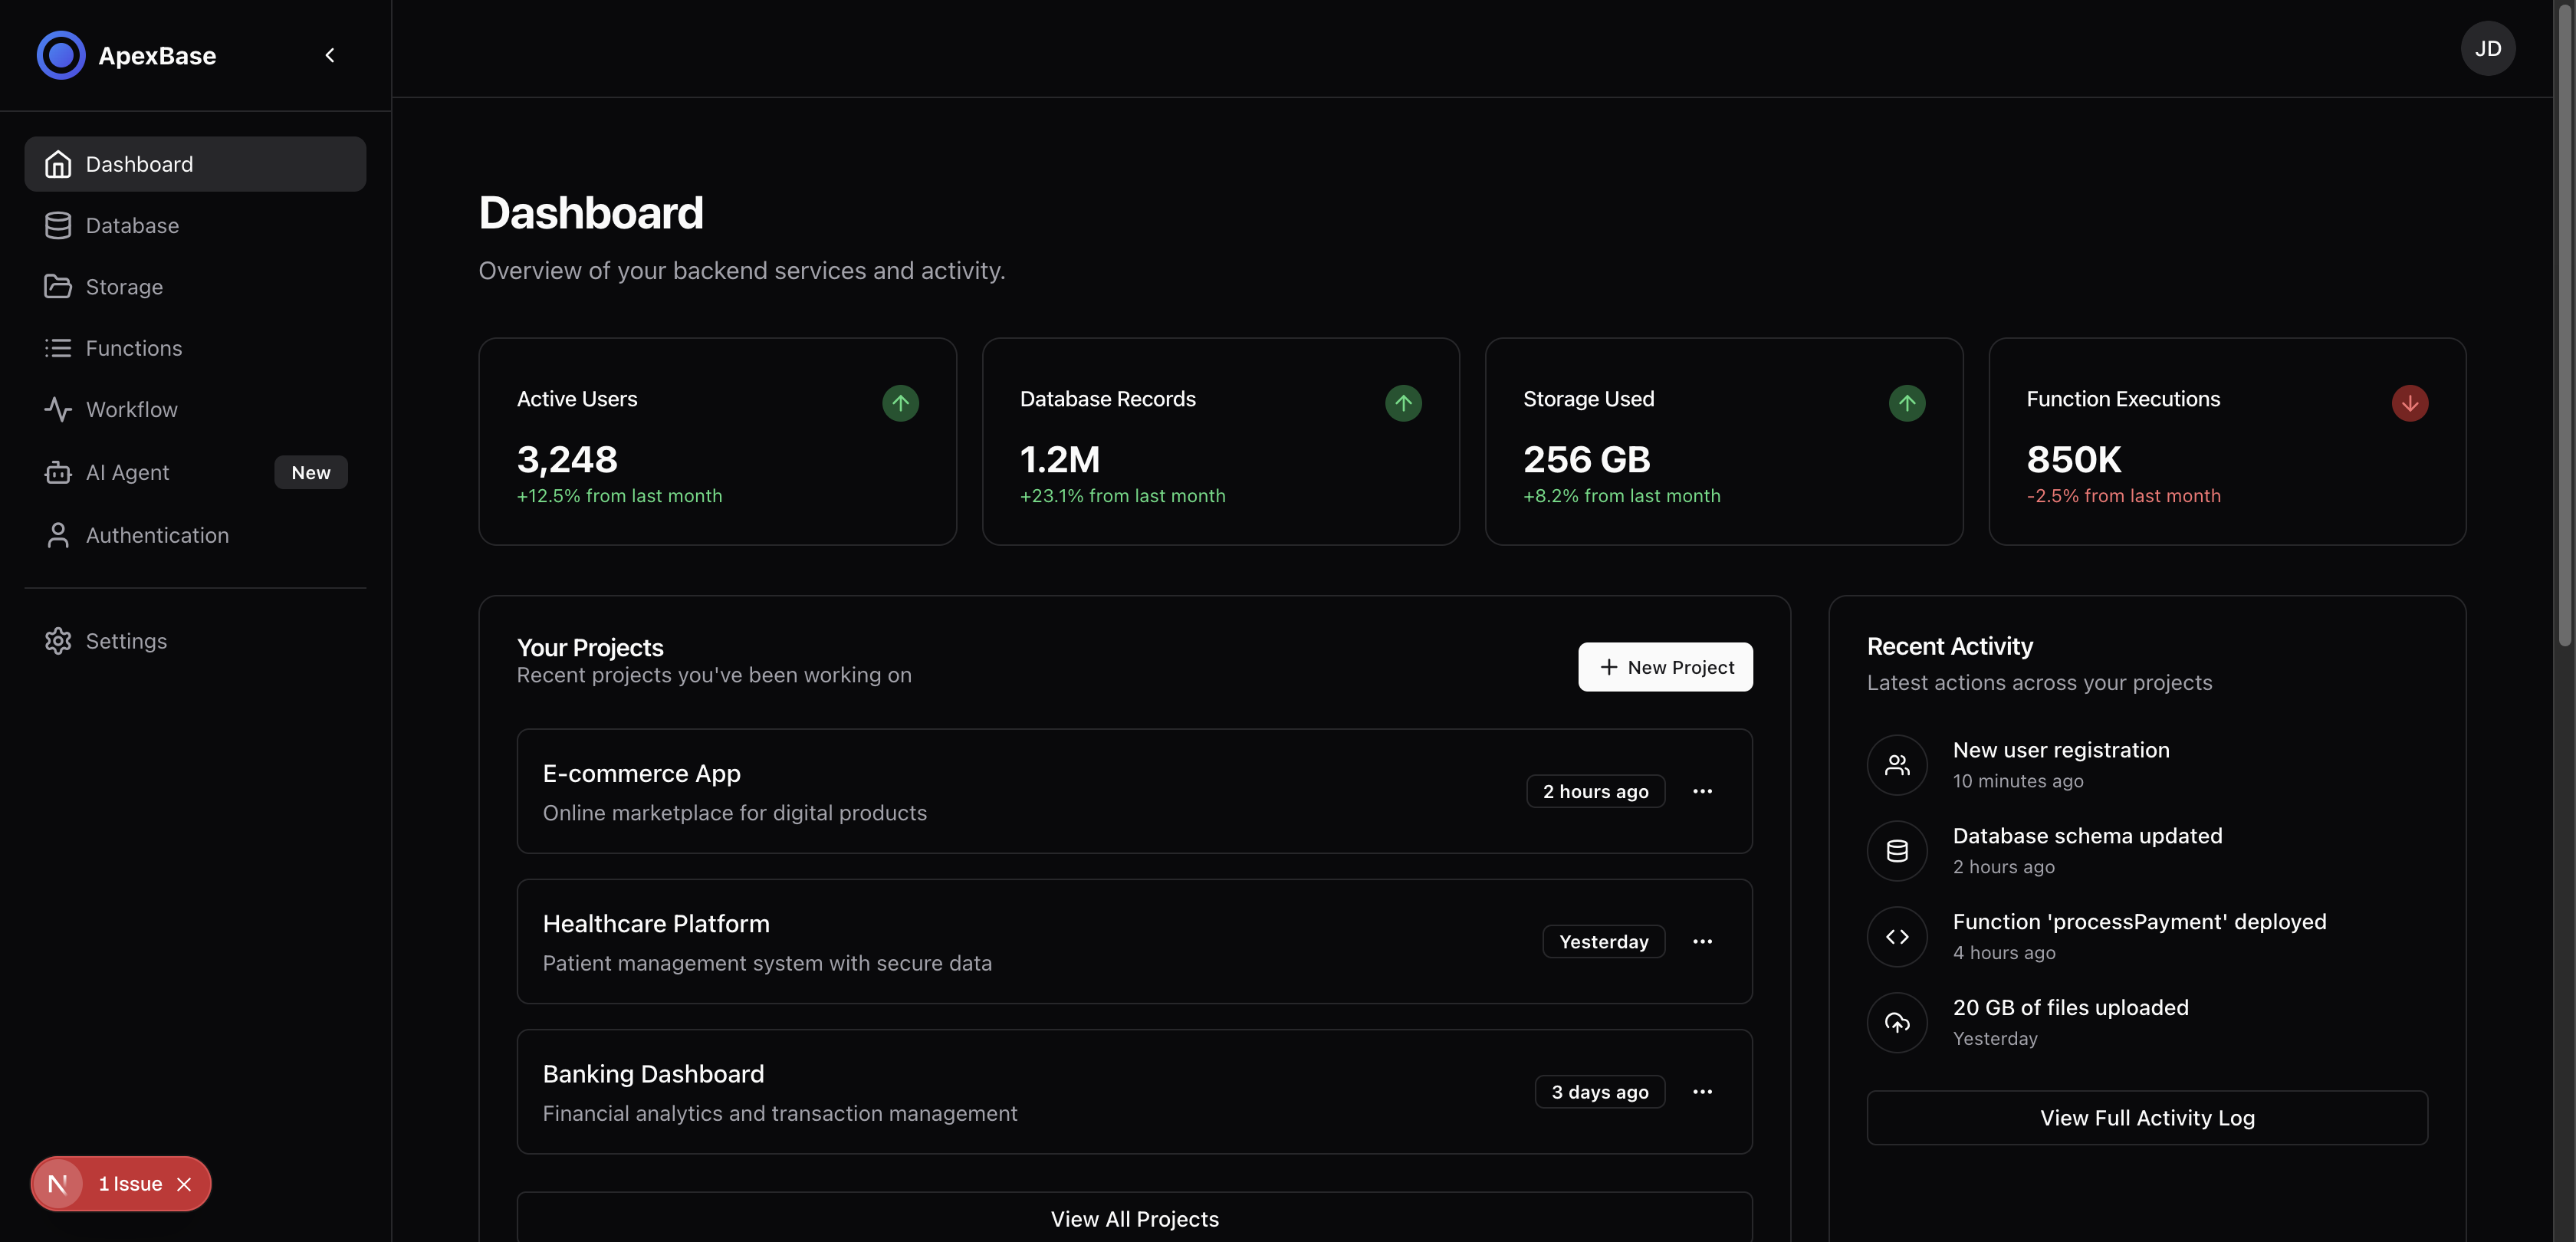 ApexBase
JD
Dashboard
Database
Storage
Functions
Workflow
AI Agent New
Authentication
Settings
N 1 Issue
Dashboard
Overview of your backend services and activity.
Active Users
3,248
+12.5% from last month
Database Records
1.2M
+23.1% from last month
Storage Used
256 GB
+8.2% from last month
Function Executions
850K
-2.5% from last month
Your Projects
Recent projects you've been working on
New Project
E-commerce App
Online marketplace for digital products
2 hours ago
Healthcare Platform
Patient management system with secure data
Yesterday
Banking Dashboard
Financial analytics and transaction management
3 days ago
View All Projects
Recent Activity
Latest actions across your projects
New user registration
10 minutes ago
Database schema updated
2 hours ago
Function 'processPayment' deployed
4 hours ago
20 GB of files uploaded
Yesterday
View Full Activity Log